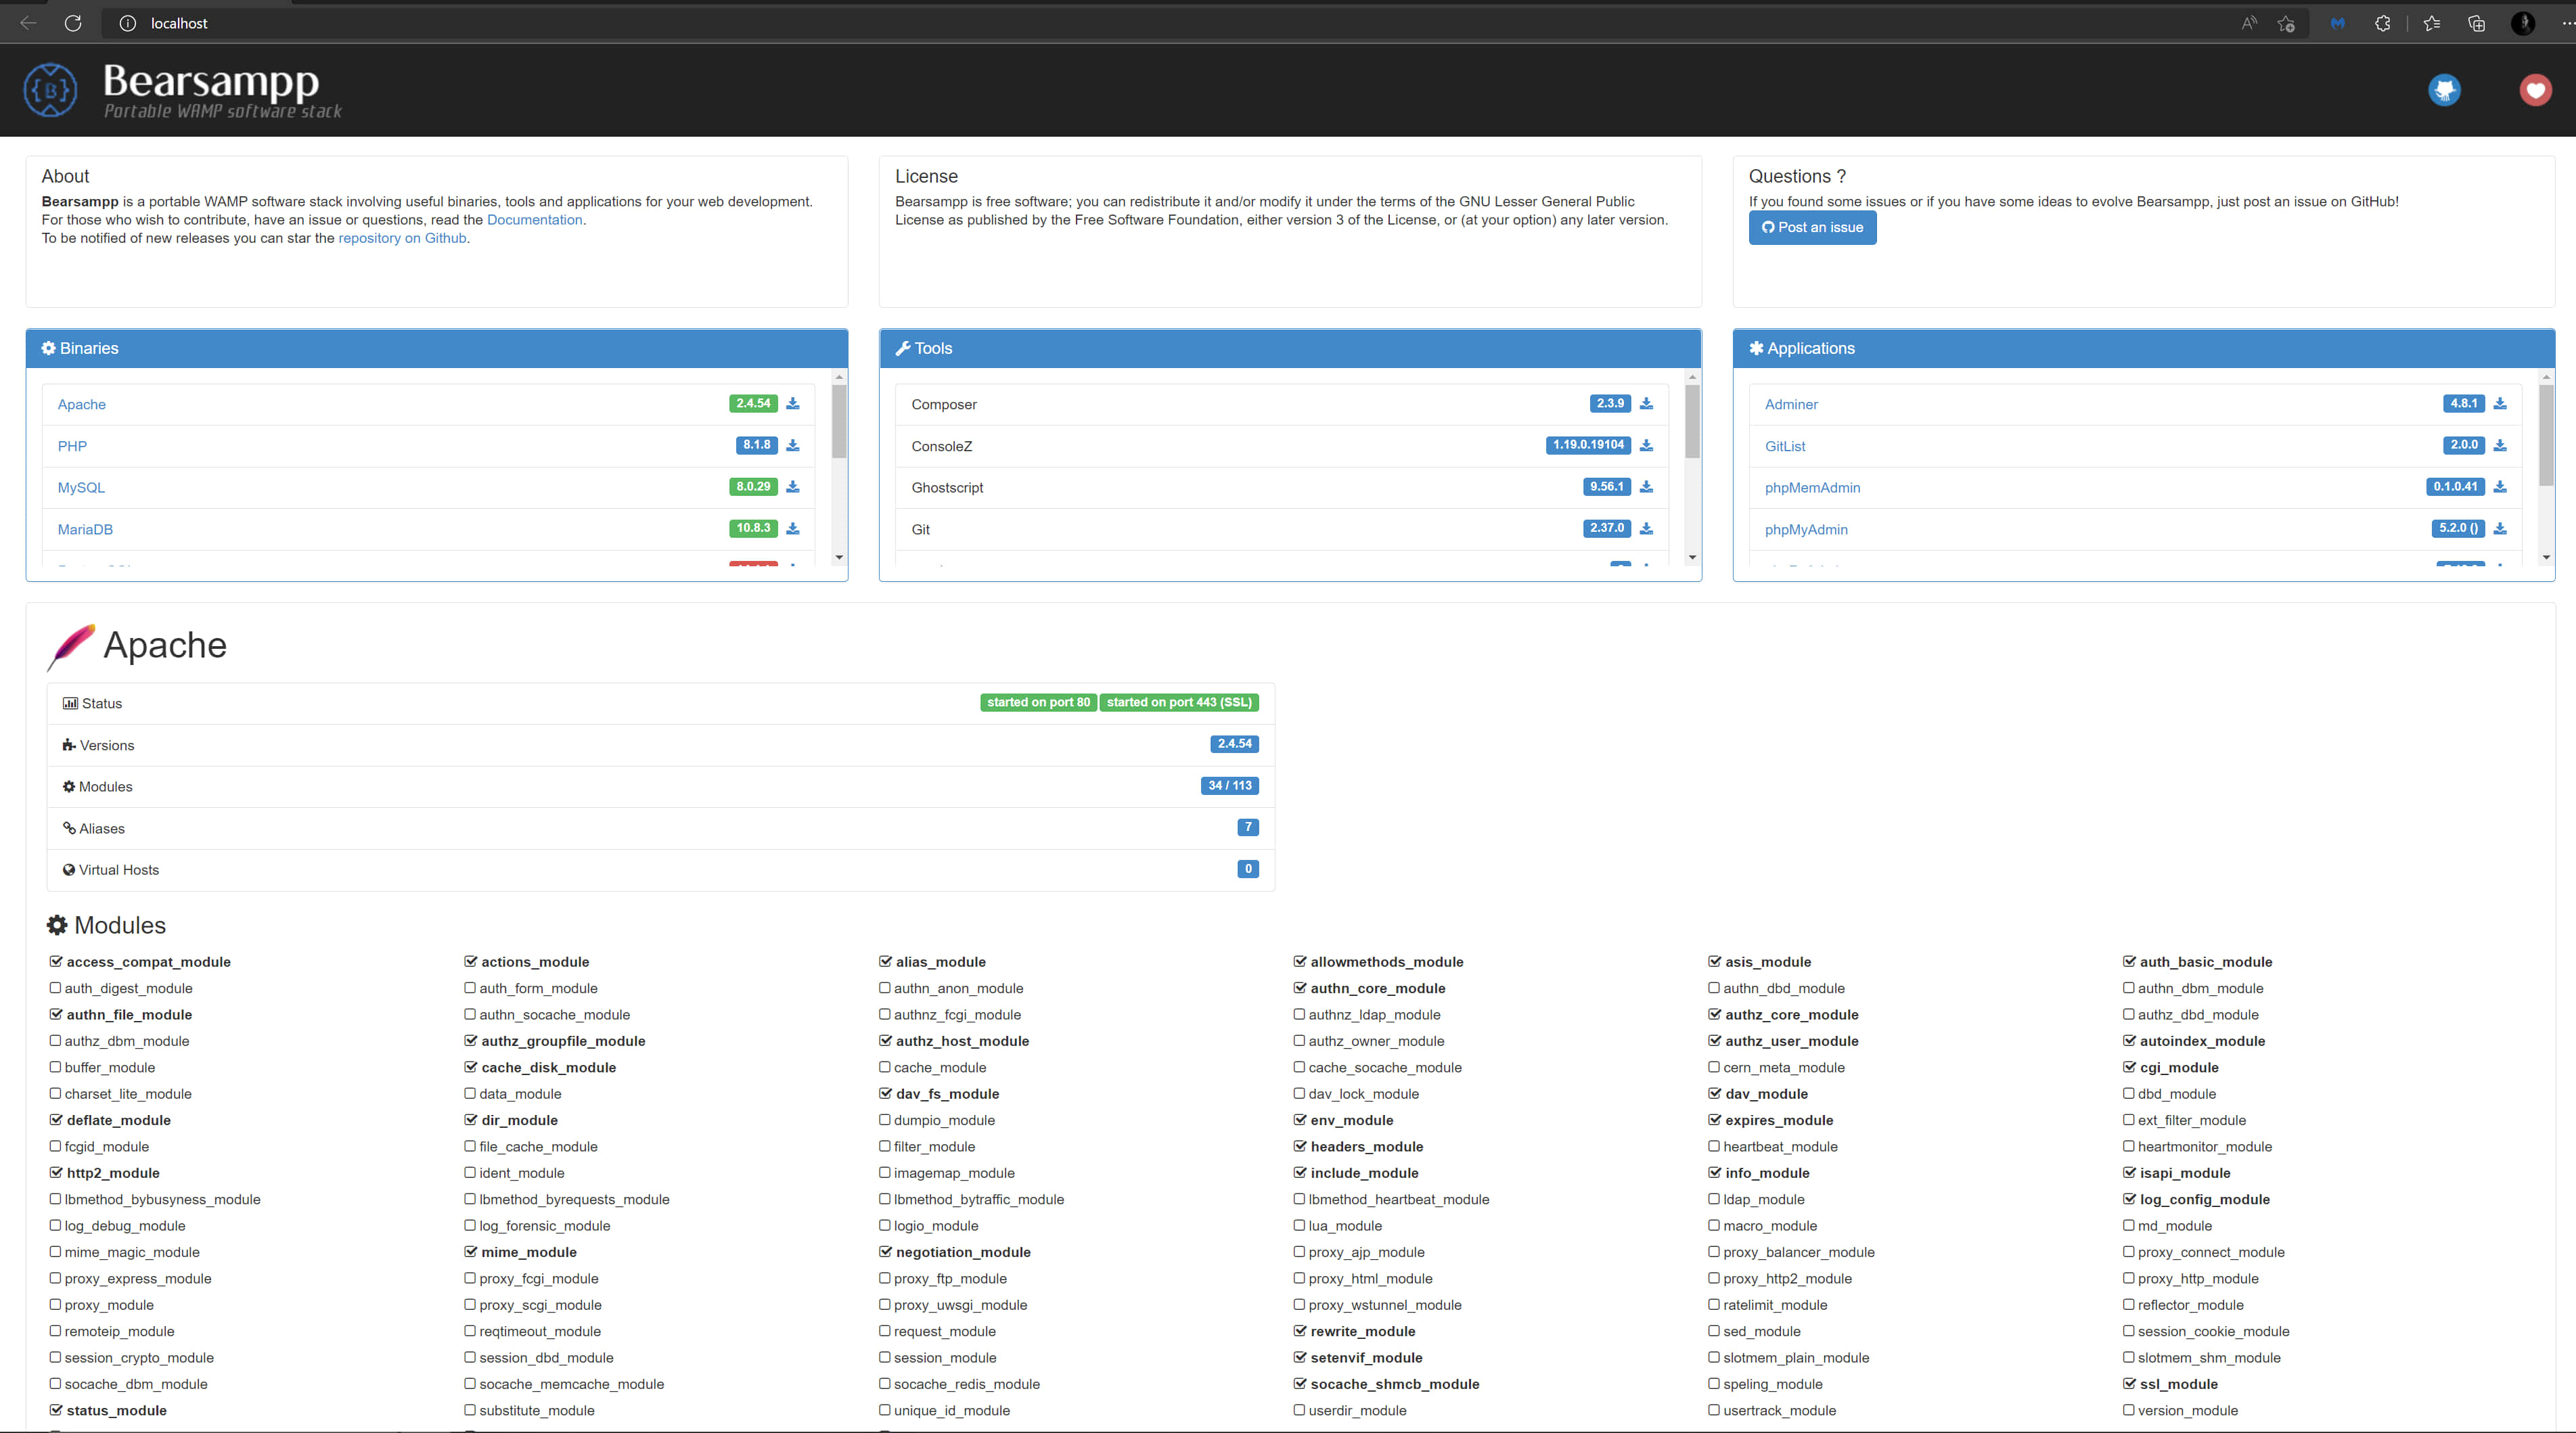 localhost
Bearsampp
Portable WAMP software stack
About
Bearsampp is a portable WAMP software stack involving useful binaries, tools and applications for your web development.
For those who wish to contribute, have an issue or questions, read the Documentation.
To be notified of new releases you can star the repository on Github.
License
Bearsampp is free software; you can redistribute it and/or modify it under the terms of the GNU Lesser General Public
License as published by the Free Software Foundation, either version 3 of the License, or (at your option) any later version.
Questions ?
If you found some issues or if you have some ideas to evolve Bearsampp, just post an issue on GitHub!
Post an issue
Binaries
Apache 2.4.54
PHP 8.1.8
MySQL 8.0.29
MariaDB 10.8.3
Tools
Composer 2.3.9
ConsoleZ 1.19.0.19104
Ghostscript 9.56.1
Git 2.37.0
Applications
Adminer 4.8.1
GitList 2.0.0
phpMemAdmin 0.1.0.41
phpMyAdmin 5.2.0 ()
Apache
Status started on port 80 started on port 443 (SSL)
Versions 2.4.54
Modules 34 / 113
Aliases 7
Virtual Hosts 0
Modules
access_compat_module actions_module alias_module allowmethods_module asis_module auth_basic_module
auth_digest_module auth_form_module authn_anon_module authn_core_module authn_dbd_module authn_dbm_module
authn_file_module authn_socache_module authnz_fcgi_module authnz_ldap_module authz_core_module authz_dbd_module
authz_dbm_module authz_groupfile_module authz_host_module authz_owner_module authz_user_module autoindex_module
buffer_module cache_disk_module cache_module cache_socache_module cern_meta_module cgi_module
charset_lite_module data_module dav_fs_module dav_lock_module dav_module dbd_module
deflate_module dir_module dumpio_module env_module expires_module ext_filter_module
fcgid_module file_cache_module filter_module headers_module heartbeat_module heartmonitor_module
http2_module ident_module imagemap_module include_module info_module isapi_module
lbmethod_bybusyness_module lbmethod_byrequests_module lbmethod_bytraffic_module lbmethod_heartbeat_module ldap_module log_config_module
log_debug_module log_forensic_module logio_module lua_module macro_module md_module
mime_magic_module mime_module negotiation_module proxy_ajp_module proxy_balancer_module proxy_connect_module
proxy_express_module proxy_fcgi_module proxy_ftp_module proxy_html_module proxy_http2_module proxy_http_module
proxy_module proxy_scgi_module proxy_uwsgi_module proxy_wstunnel_module ratelimit_module reflector_module
remoteip_module reqtimeout_module request_module rewrite_module sed_module session_cookie_module
session_crypto_module session_dbd_module session_module setenvif_module slotmem_plain_module slotmem_shm_module
socache_dbm_module socache_memcache_module socache_redis_module socache_shmcb_module speling_module ssl_module
status_module substitute_module unique_id_module userdir_module usertrack_module version_module